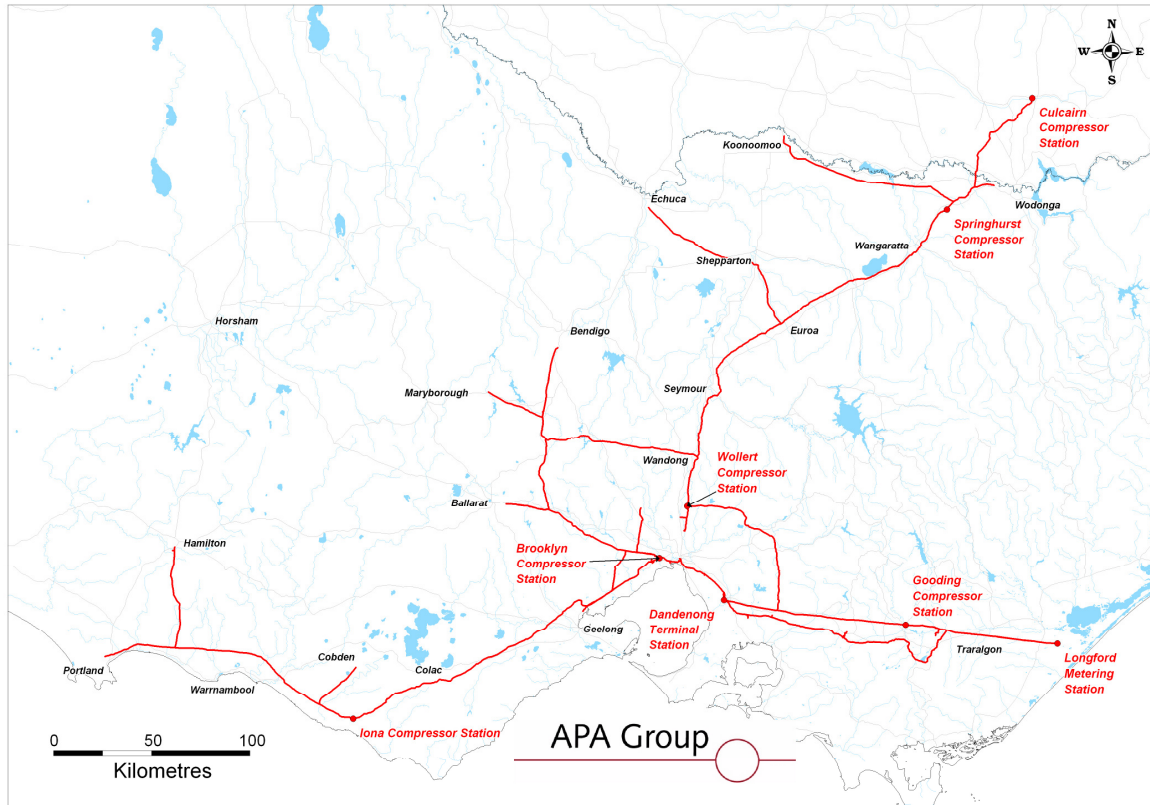 N
W E
S
Culcairn
Compressor
Station
Koonoomoo
Echuca
Wodonga
Springhurst
Compressor
Station
Wangaratta
Shepparton
Horsham
Bendigo
Euroa
Maryborough
Seymour
Wandong
Wollert
Compressor
Station
Ballarat
Hamilton
Brooklyn
Compressor
Station
Gooding
Compressor
Station
Dandenong
Terminal
Station
Geelong
Traralgon
Longford
Metering
Station
Portland
Cobden
Colac
Warrnambool
Iona Compressor Station
0 50 100
Kilometres
APA Group